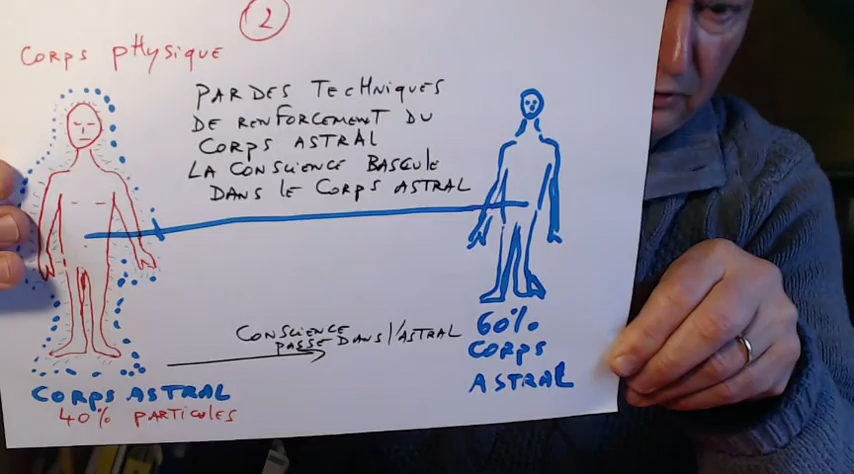 2
CORPS PHYSIQUE
PAR DES TECHNIQUES
DE RENFORCEMENT DU
CORPS ASTRAL
LA CONSCIENCE BASCULE
DANS LE CORPS ASTRAL
CONSCIENCE
PASSE DANS L'ASTRAL
60%
CORPS
ASTRAL
CORPS ASTRAL
40% PARTICULES